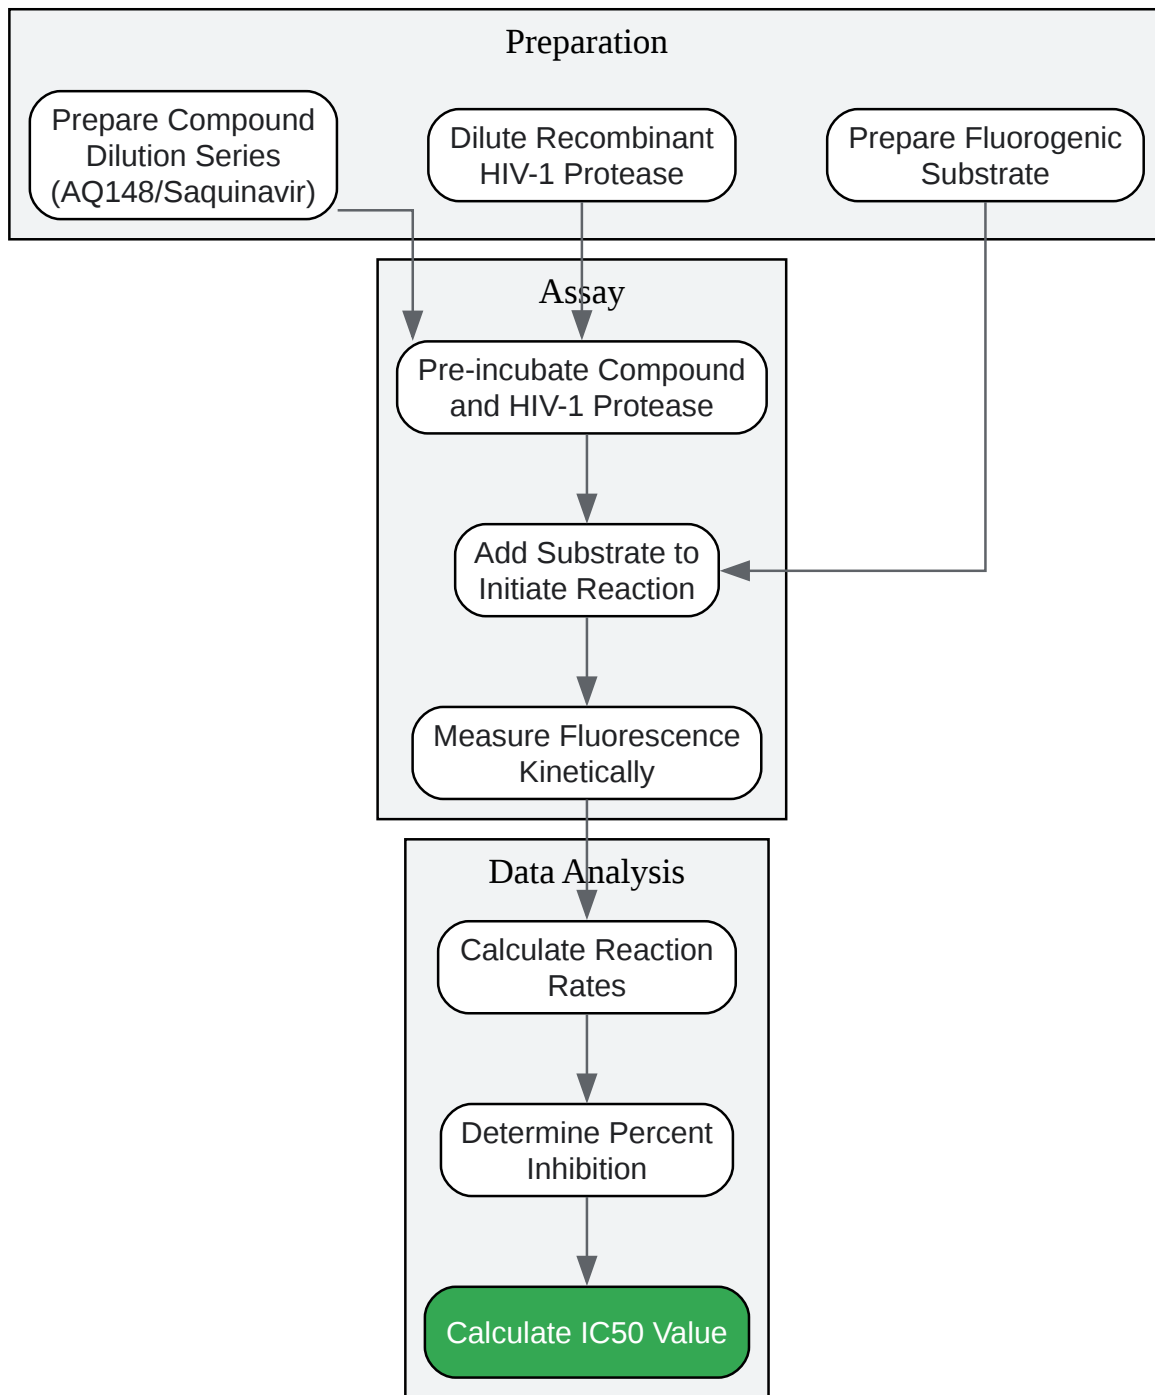 Preparation
Prepare Compound
Dilution Series
(AQ148/Saquinavir)
Dilute Recombinant
HIV-1 Protease
Prepare Fluorogenic
Substrate
Assay
Pre-incubate Compound
and HIV-1 Protease
Add Substrate to
Initiate Reaction
Measure Fluorescence
Kinetically
Data Analysis
Calculate Reaction
Rates
Determine Percent
Inhibition
Calculate IC50 Value